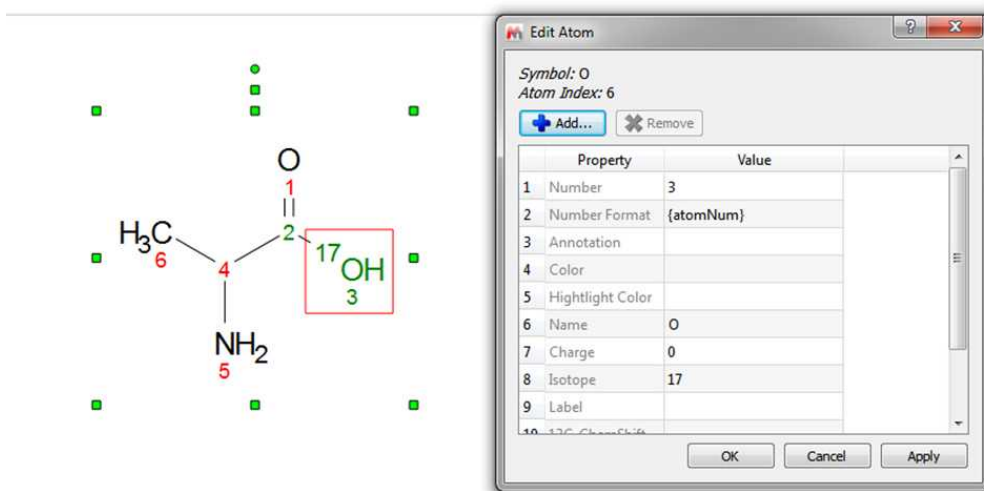 O
1
2
H₃C
6
4
17
OH
3
NH₂
5
Edit Atom
?
Symbol: O
Atom Index: 6
Add...
Remove
Property Value
1 Number 3
2 Number Format {atomNum}
3 Annotation
4 Color
5 Hightlight Color
6 Name O
7 Charge 0
8 Isotope 17
9 Label
OK Cancel Apply